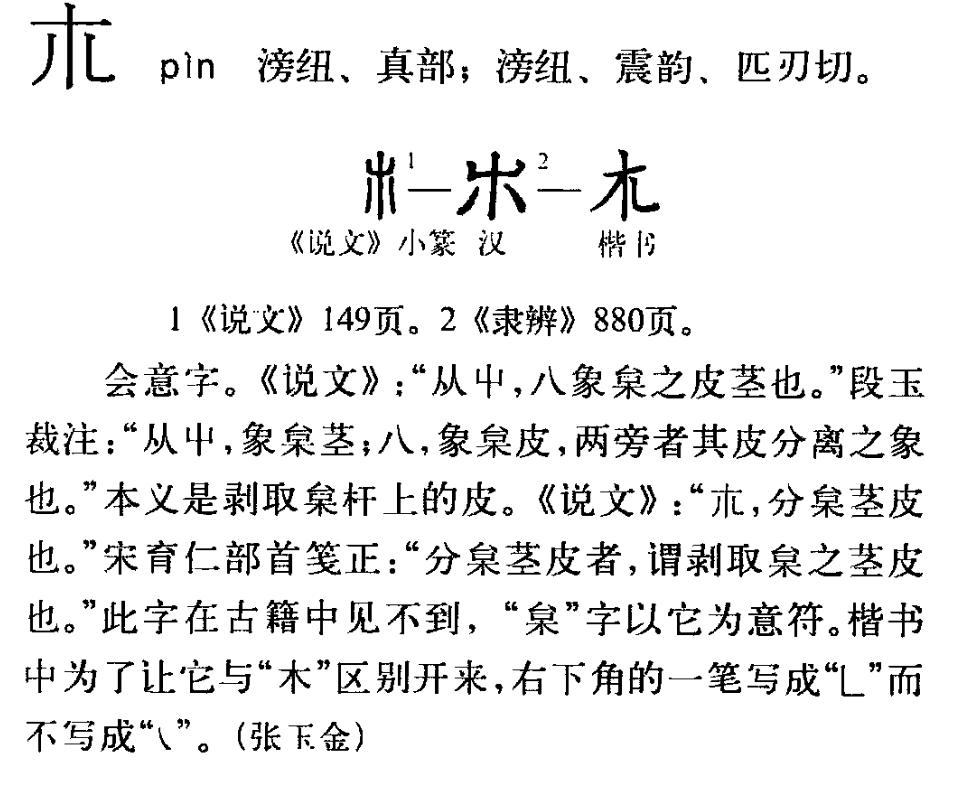 𣎳 pìn 滂纽、真部；滂纽、震韵、匹刃切。
1— 2— 𣎳
《说文》小篆 汉 楷书
1《说文》149页。2《隶辨》880页。
会意字。《说文》：“从屮，八象枲之皮茎也。”段玉
裁注：“从屮，象枲茎；八，象枲皮，两旁者其皮分离之象
也。”本义是剥取枲杆上的皮。《说文》：“𣎳，分枲茎皮
也。”宋育仁部首笺正：“分枲茎皮者，谓剥取枲之茎皮
也。”此字在古籍中见不到，“枲”字以它为意符。楷书
中为了让它与“木”区别开来，右下角的一笔写成“乚”而
不写成“㇏”。（张玉金）